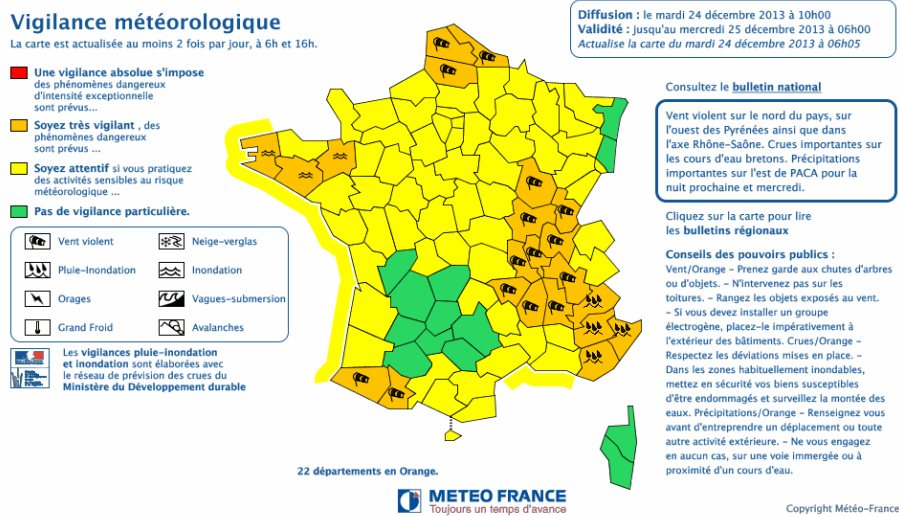 Vigilance météorologique
La carte est actualisée au moins 2 fois par jour, à 6h et 16h.
Diffusion : le mardi 24 décembre 2013 à 10h00
Validité : jusqu'au mercredi 25 décembre 2013 à 06h00
Actualise la carte du mardi 24 décembre 2013 à 06h05
Une vigilance absolue s'impose
des phénomènes dangereux
d'intensité exceptionnelle
sont prévus...
Soyez très vigilant , des
phénomènes dangereux
sont prévus ...
Soyez attentif si vous pratiquez
des activités sensibles au risque
météorologique ...
Pas de vigilance particulière.
Vent violent
Neige-verglas
Pluie-Inondation
Inondation
Orages
Vagues-submersion
Grand Froid
Avalanches
Les vigilances pluie-inondation
et inondation sont élaborées avec
le réseau de prévision des crues du
Ministère du Développement durable
Consultez le bulletin national
Vent violent sur le nord du pays, sur
l'ouest des Pyrénées ainsi que dans
l'axe Rhône-Saône. Crues importantes sur
les cours d'eau bretons. Précipitations
importantes sur l'est de PACA pour la
nuit prochaine et mercredi.
Cliquez sur la carte pour lire
les bulletins régionaux
Conseils des pouvoirs publics :
Vent/Orange - Prenez garde aux chutes d'arbres
ou d'objets. - N'intervenez pas sur les
toitures. - Rangez les objets exposés au vent.
- Si vous devez installer un groupe
électrogène, placez-le impérativement à
l'extérieur des bâtiments. Crues/Orange -
Respectez les déviations mises en place. -
Dans les zones habituellement inondables,
mettez en sécurité vos biens susceptibles
d'être endommagés et surveillez la montée des
eaux. Précipitations/Orange - Renseignez vous
avant d'entreprendre un déplacement ou toute
autre activité extérieure. - Ne vous engagez
en aucun cas, sur une voie immergée ou à
proximité d'un cours d'eau.
22 départements en Orange.
METEO FRANCE
Toujours un temps d'avance
Copyright Météo-France